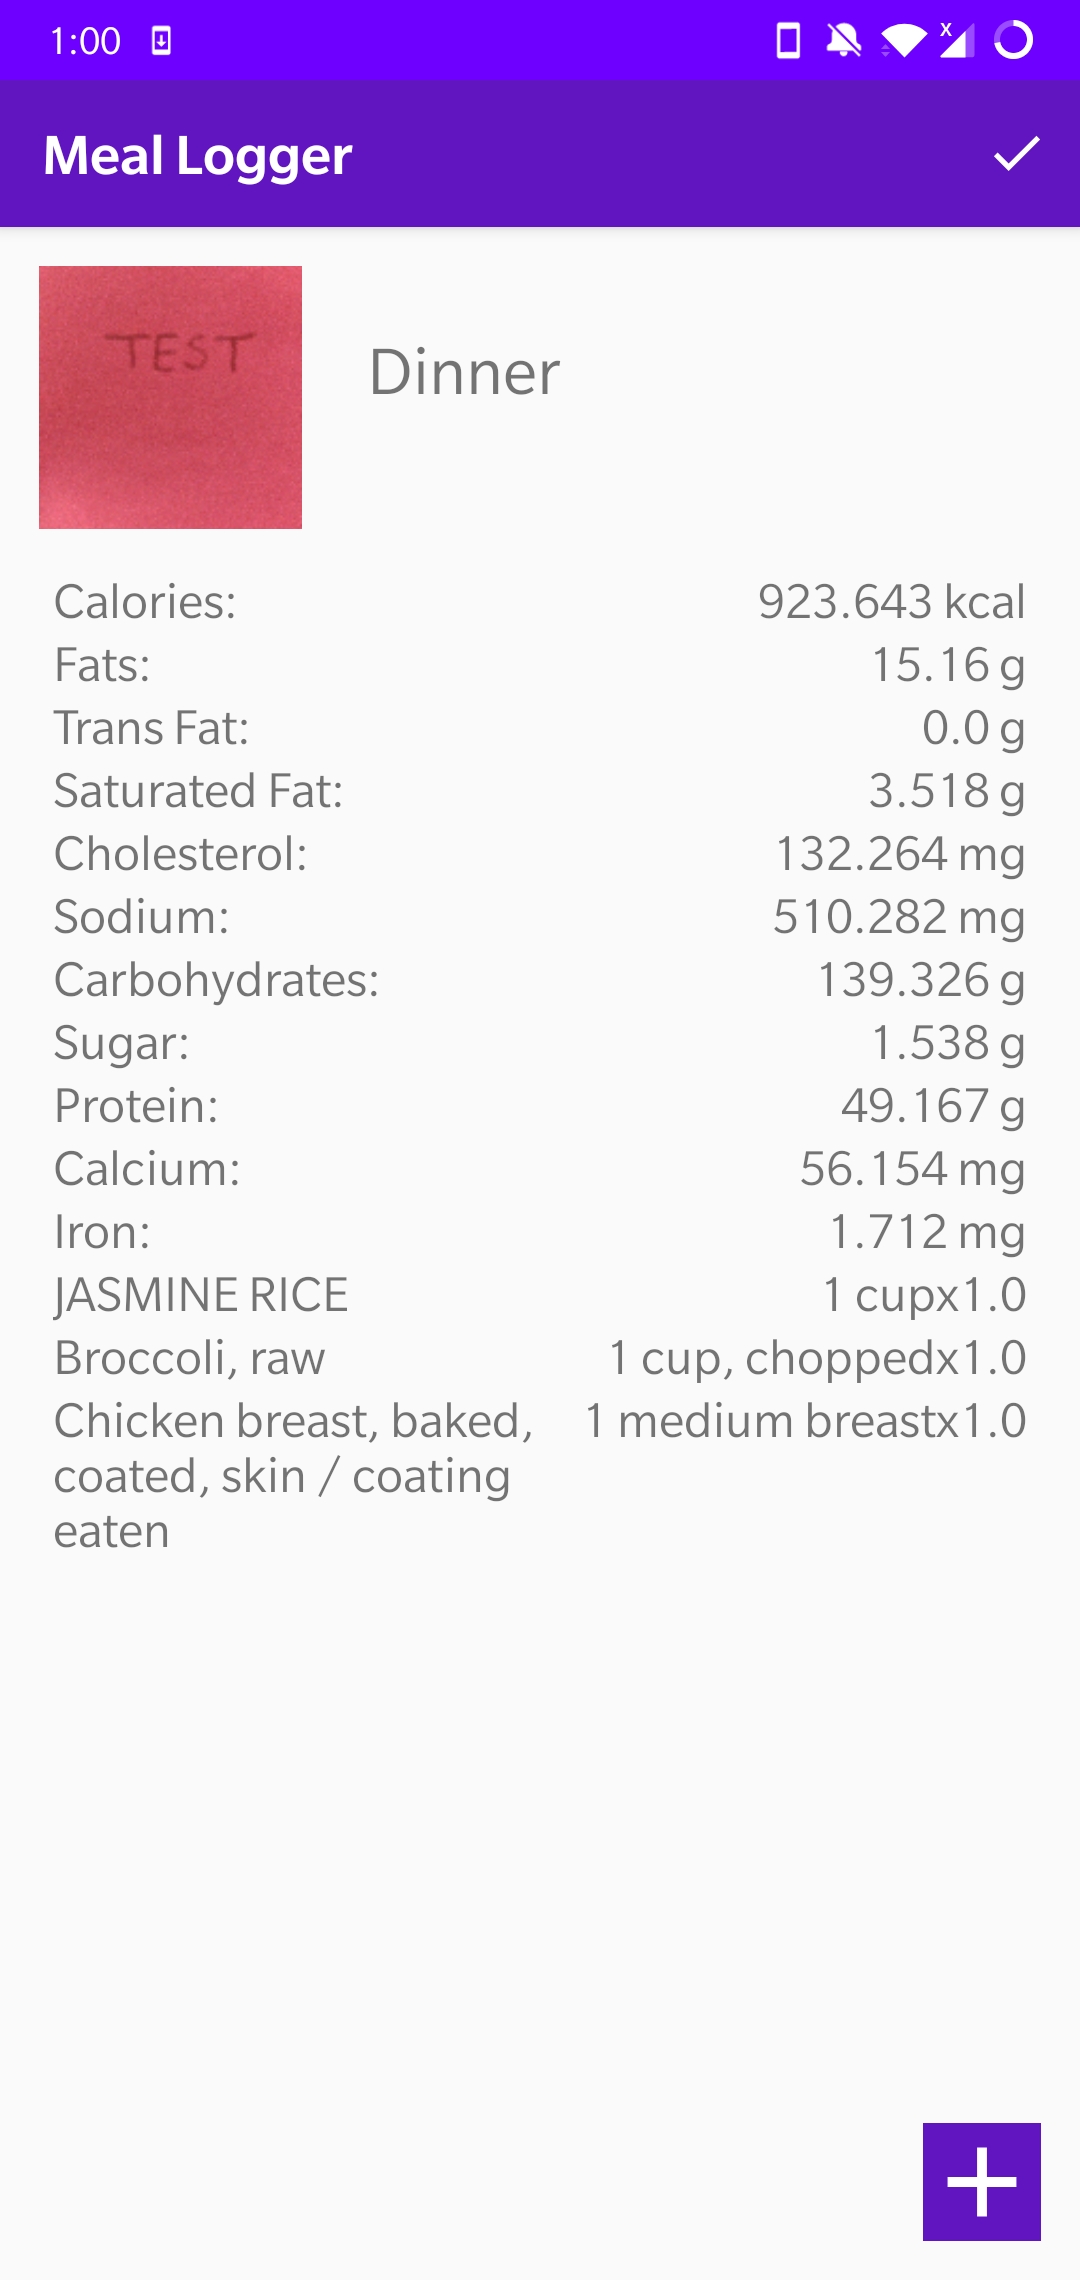 1:00
Meal Logger
TEST
Dinner
Calories: 923.643 kcal
Fats: 15.16 g
Trans Fat: 0.0 g
Saturated Fat: 3.518 g
Cholesterol: 132.264 mg
Sodium: 510.282 mg
Carbohydrates: 139.326 g
Sugar: 1.538 g
Protein: 49.167 g
Calcium: 56.154 mg
Iron: 1.712 mg
JASMINE RICE 1 cupx1.0
Broccoli, raw 1 cup, choppedx1.0
Chicken breast, baked, 1 medium breastx1.0
coated, skin / coating
eaten